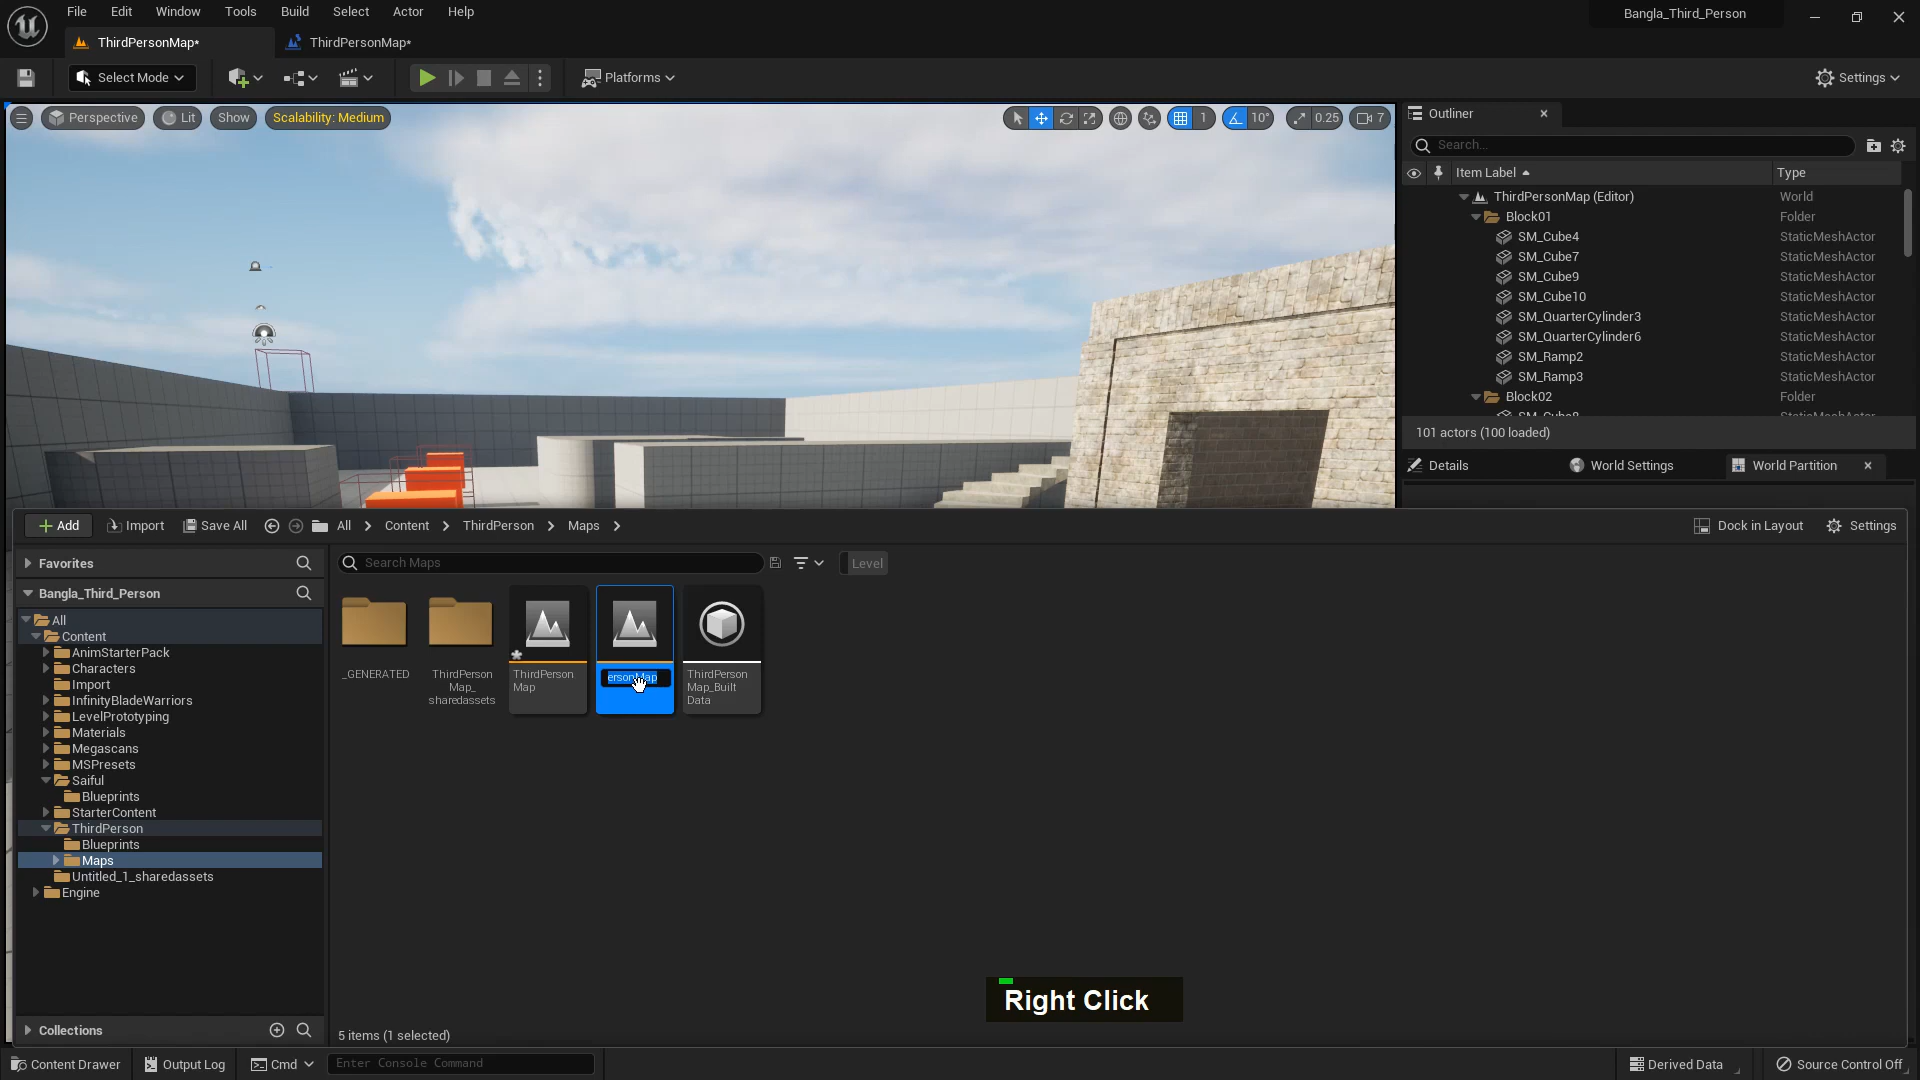 File Edit Window Tools Build Select Actor Help
Bangla_Third_Person
ThirdPersonMap* ThirdPersonMap*
Select Mode Platforms Settings
Perspective Lit Show Scalability: Medium 1 10° 0.25 7
Outliner
Search...
Item Label Type
ThirdPersonMap (Editor) World
Block01 Folder
SM_Cube4 StaticMeshActor
SM_Cube7 StaticMeshActor
SM_Cube9 StaticMeshActor
SM_Cube10 StaticMeshActor
SM_QuarterCylinder3 StaticMeshActor
SM_QuarterCylinder6 StaticMeshActor
SM_Ramp2 StaticMeshActor
SM_Ramp3 StaticMeshActor
Block02 Folder
SM_Cube8 StaticMeshActor
101 actors (100 loaded)
Details World Settings World Partition
Add Import Save All All Content ThirdPerson Maps Dock in Layout Settings
Favorites
Search Maps Level
Bangla_Third_Person
All
Content
AnimStarterPack
Characters
Import
InfinityBladeWarriors
LevelPrototyping
Materials
Megascans
MSPresets
Saiful
Blueprints
StarterContent
ThirdPerson
Blueprints
Maps
Untitled_1_sharedassets
Engine
_GENERATED
ThirdPerson
Map_
sharedassets
ThirdPerson
Map
ersonMap
ThirdPerson
Map_Built
Data
Right Click
Collections
5 items (1 selected)
Content Drawer Output Log Cmd Enter Console Command Derived Data Source Control Off